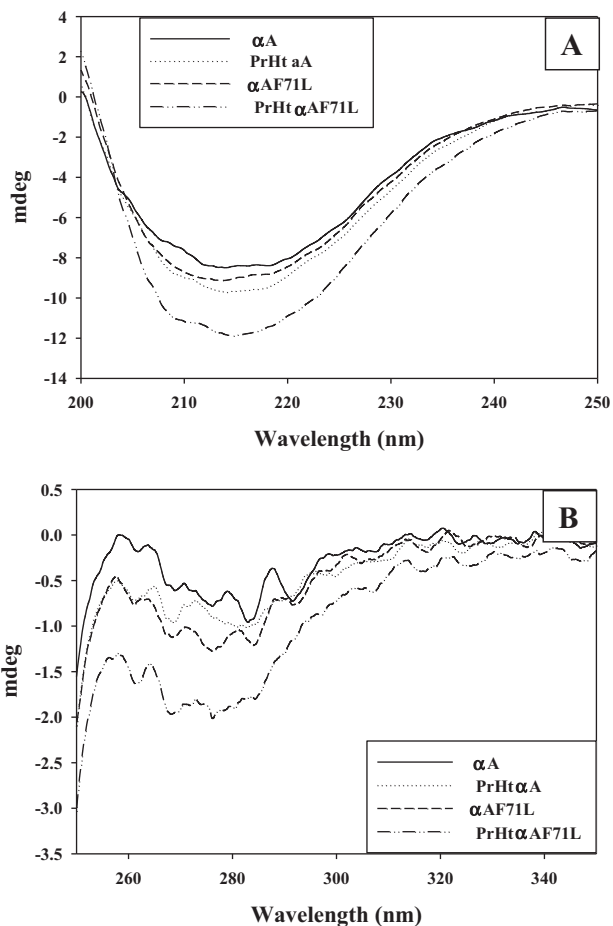 4
2
0
-2
-4
-6
-8
-10
-12
-14
mdeg
αA
PrHt aA
αAF71L
PrHt αAF71L
A
200 210 220 230 240 250
Wavelength (nm)
0.5
0.0
-0.5
-1.0
-1.5
-2.0
-2.5
-3.0
-3.5
mdeg
B
αA
PrHtαA
αAF71L
PrHtαAF71L
260 280 300 320 340
Wavelength (nm)